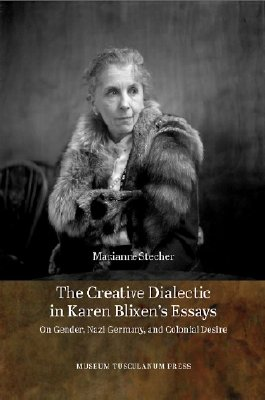 Marianne Stecher
The Creative Dialectic
in Karen Blixen's Essays
On Gender, Nazi Germany, and Colonial Desire
MUSEUM TUSCULANUM PRESS